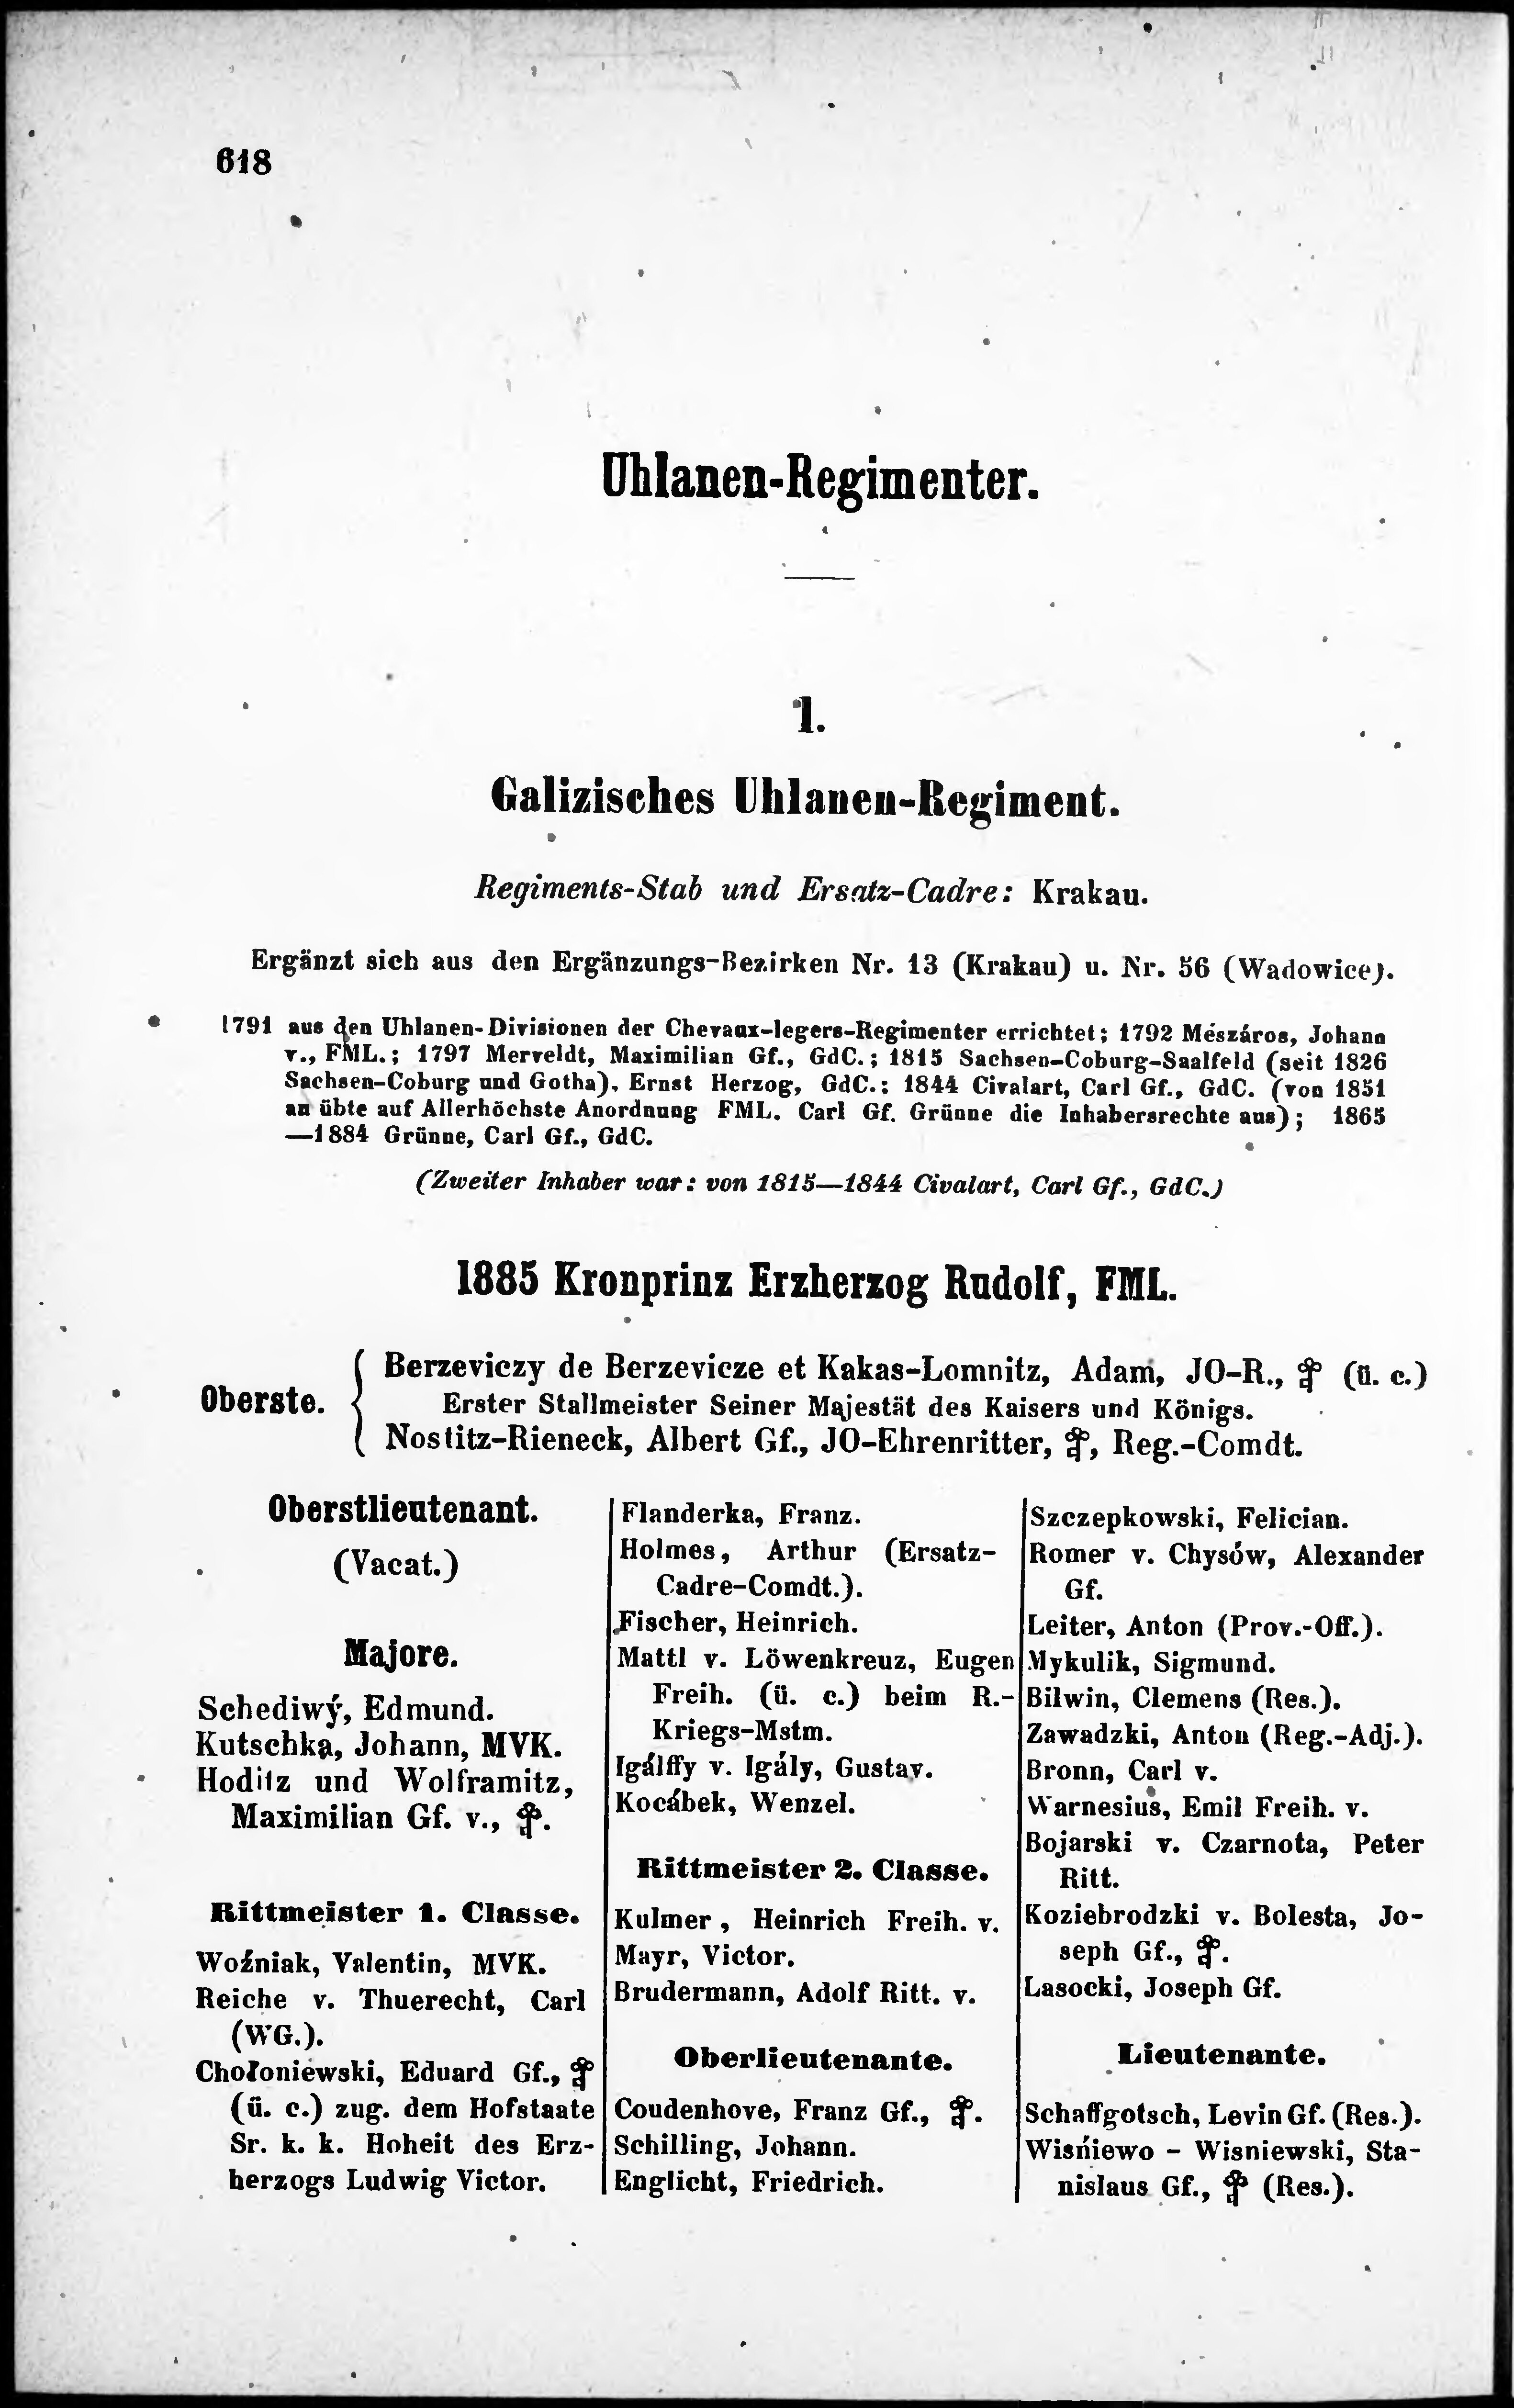 618
Uhlanen-Regimenter.
1.
Galizisches Uhlanen-Regiment.
Regiments-Stab und Ersatz-Cadre: Krakau.
Ergänzt sich aus den Ergänzungs-Bezirken Nr. 13 (Krakau) u. Nr. 56 (Wadowice).
1791 aus den Uhlanen-Divisionen der Chevaux-legers-Regimenter errichtet; 1792 Mészáros, Johann
v., FML.; 1797 Merveldt, Maximilian Gf., GdC.; 1815 Sachsen-Coburg-Saalfeld (seit 1826
Sachsen-Coburg und Gotha), Ernst Herzog, GdC.; 1844 Civalart, Carl Gf., GdC. (von 1851
an übte auf Allerhöchste Anordnung FML. Carl Gf. Grünne die Inhabersrechte aus); 1865
—1884 Grünne, Carl Gf., GdC.
(Zweiter Inhaber war: von 1815—1844 Civalart, Carl Gf., GdC.)
1885 Kronprinz Erzherzog Rudolf, FML.
Oberste.
Berzeviczy de Berzevicze et Kakas-Lomnitz, Adam, JO-R., (ü. c.)
Erster Stallmeister Seiner Majestät des Kaisers und Königs.
Nostitz-Rieneck, Albert Gf., JO-Ehrenritter, , Reg.-Comdt.
Oberstlieutenant.
(Vacat.)
Majore.
Schediwý, Edmund.
Kutschka, Johann, MVK.
Hoditz und Wolframitz,
Maximilian Gf. v., .
Rittmeister 1. Classe.
Woźniak, Valentin, MVK.
Reiche v. Thuerecht, Carl
(WG.).
Chołoniewski, Eduard Gf.,
(ü. c.) zug. dem Hofstaate
Sr. k. k. Hoheit des Erz-
herzogs Ludwig Victor.
Flanderka, Franz.
Holmes, Arthur (Ersatz-
Cadre-Comdt.).
Fischer, Heinrich.
Mattl v. Löwenkreuz, Eugen
Freih. (ü. c.) beim R.-
Kriegs-Mstm.
Igálffy v. Igály, Gustav.
Kocábek, Wenzel.
Rittmeister 2. Classe.
Kulmer, Heinrich Freih. v.
Mayr, Victor.
Brudermann, Adolf Ritt. v.
Oberlieutenante.
Coudenhove, Franz Gf., .
Schilling, Johann.
Englicht, Friedrich.
Szczepkowski, Felician.
Romer v. Chysów, Alexander
Gf.
Leiter, Anton (Prov.-Off.).
Mykulik, Sigmund.
Bilwin, Clemens (Res.).
Zawadzki, Anton (Reg.-Adj.).
Bronn, Carl v.
Warnesius, Emil Freih. v.
Bojarski v. Czarnota, Peter
Ritt.
Koziebrodzki v. Bolesta, Jo-
seph Gf., .
Lasocki, Joseph Gf.
Lieutenante.
Schaffgotsch, Levin Gf. (Res.).
Wisńiewo - Wisniewski, Sta-
nislaus Gf., (Res.).